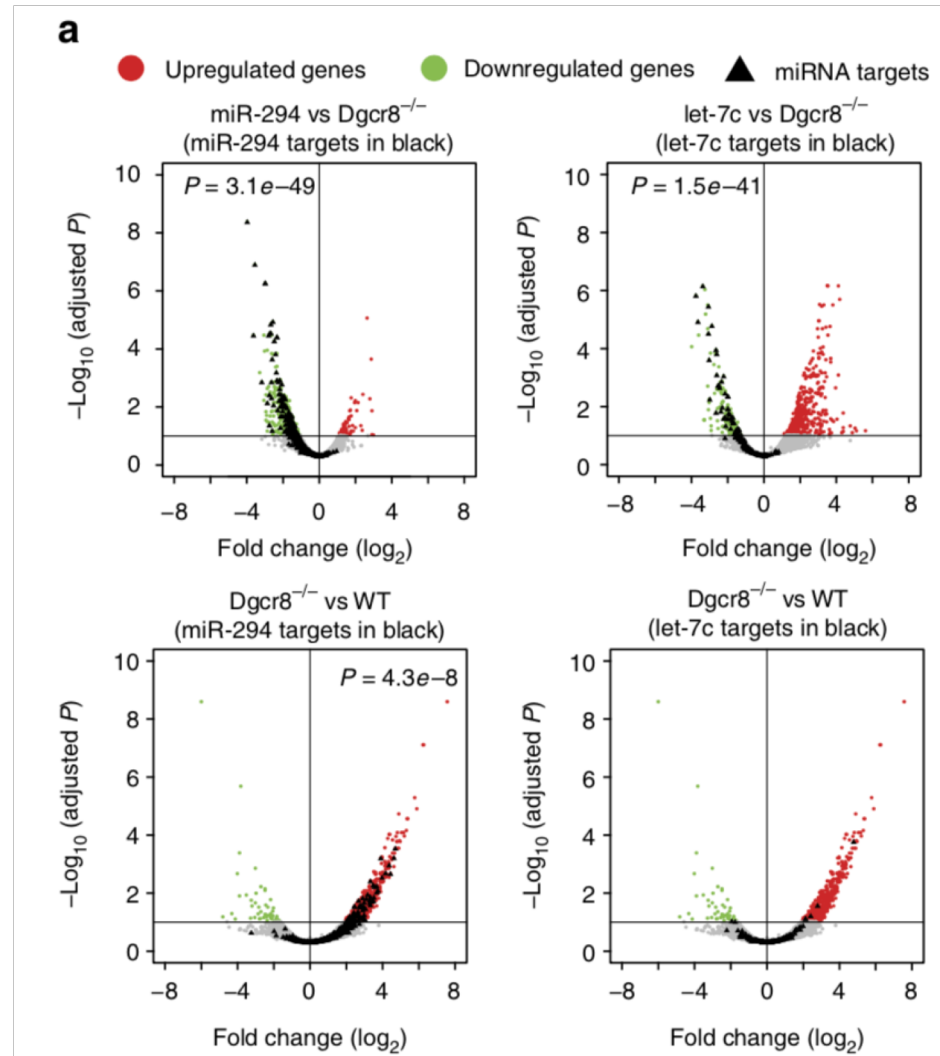 a
Upregulated genes
Downregulated genes
miRNA targets
miR-294 vs Dgcr8⁻/⁻
(miR-294 targets in black)
P = 3.1e–49
10
8
6
4
2
0
–Log₁₀ (adjusted P)
–8
–4
0
4
8
Fold change (log₂)
let-7c vs Dgcr8⁻/⁻
(let-7c targets in black)
P = 1.5e–41
10
8
6
4
2
0
–Log₁₀ (adjusted P)
–8
–4
0
4
8
Fold change (log₂)
Dgcr8⁻/⁻ vs WT
(miR-294 targets in black)
P = 4.3e–8
10
8
6
4
2
0
–Log₁₀ (adjusted P)
–8
–4
0
4
8
Fold change (log₂)
Dgcr8⁻/⁻ vs WT
(let-7c targets in black)
10
8
6
4
2
0
–Log₁₀ (adjusted P)
–8
–4
0
4
8
Fold change (log₂)